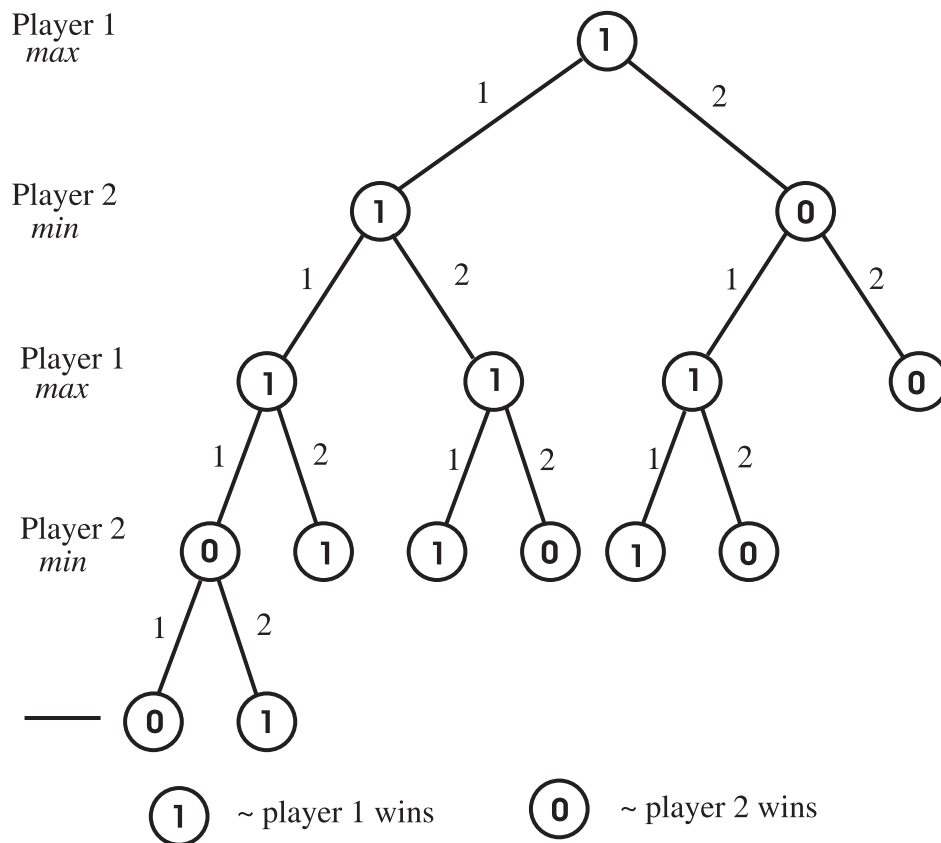 Player 1
max
1
1 2
Player 2
min
1 0
1 2 1 2
Player 1
max
1 1 1 0
1 2 1 2 1 2
Player 2
min
0 1 1 0 1 0
1 2
0 1
1 ~ player 1 wins
0 ~ player 2 wins